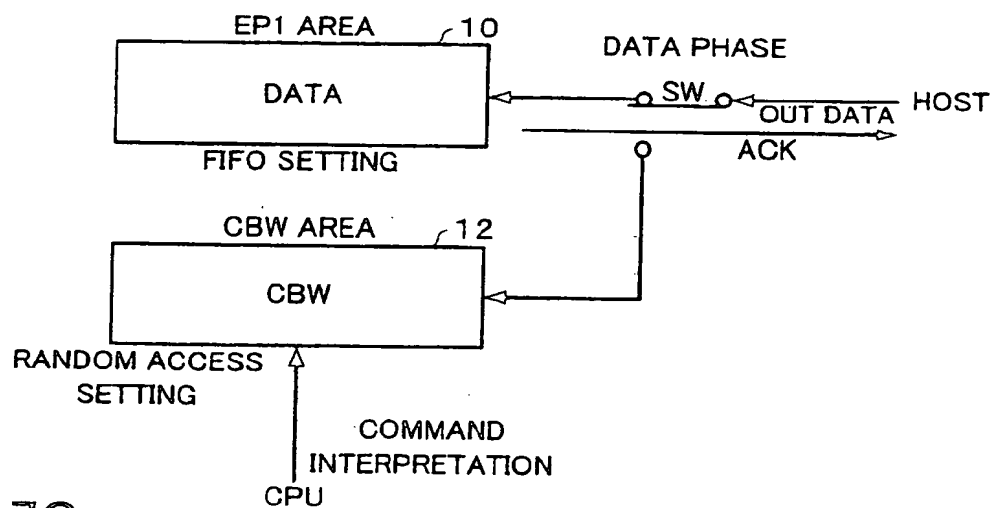 EP1 AREA
10
DATA PHASE
DATA
SW
HOST
OUT DATA
ACK
FIFO SETTING
CBW AREA
12
CBW
RANDOM ACCESS
SETTING
COMMAND
INTERPRETATION
CPU